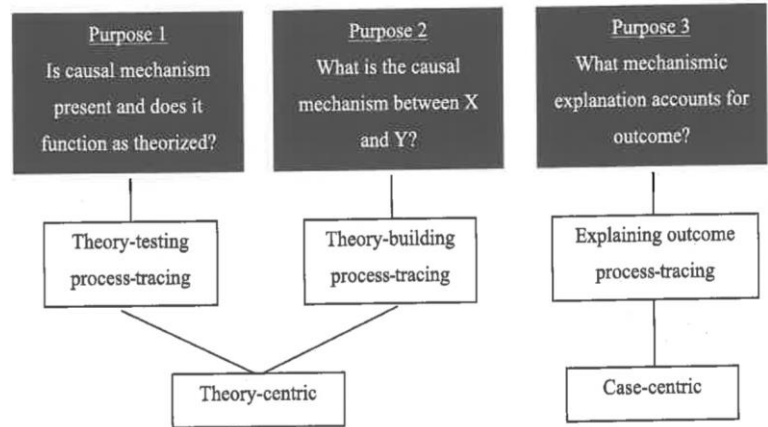 Purpose 1
Is causal mechanism
present and does it
function as theorized?
Purpose 2
What is the causal
mechanism between X
and Y?
Purpose 3
What mechanismic
explanation accounts for
outcome?
Theory-testing
process-tracing
Theory-building
process-tracing
Explaining outcome
process-tracing
Theory-centric
Case-centric